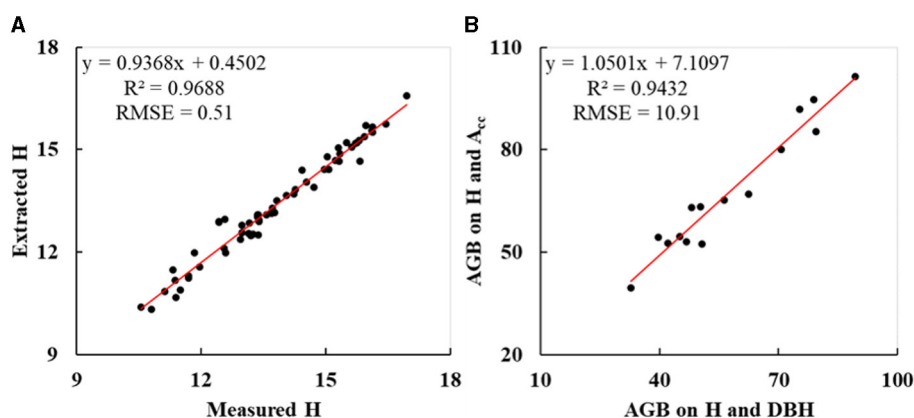 A
B
y = 0.9368x + 0.4502
R² = 0.9688
RMSE = 0.51
18
15
12
9
9 12 15 18
Extracted H
Measured H
y = 1.0501x + 7.1097
R² = 0.9432
RMSE = 10.91
110
80
50
20
10 40 70 100
AGB on H and Acc
AGB on H and DBH